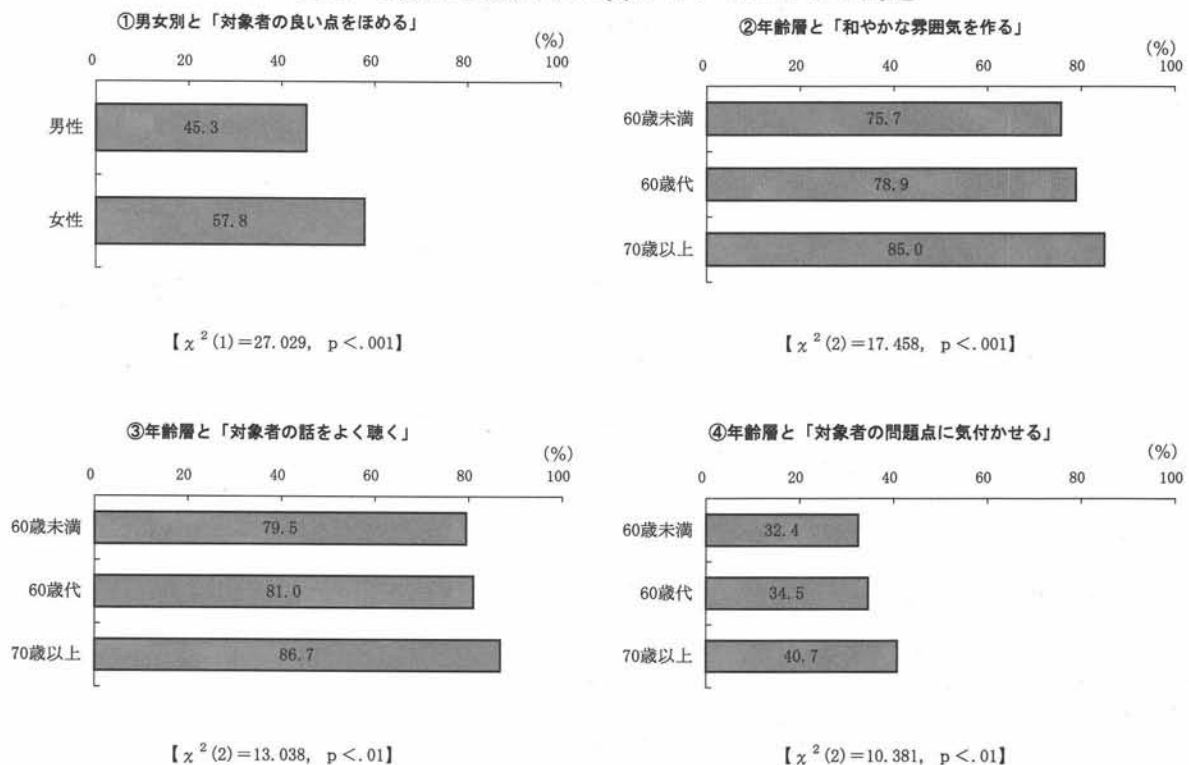 ①男女別と「対象者の良い点をほめる」
(%)
0 20 40 60 80 100
男性 45.3
女性 57.8
【χ²(1)=27.029, p<.001】
②年齢層と「和やかな雰囲気を作る」
(%)
0 20 40 60 80 100
60歳未満 75.7
60歳代 78.9
70歳以上 85.0
【χ²(2)=17.458, p<.001】
③年齢層と「対象者の話をよく聴く」
(%)
0 20 40 60 80 100
60歳未満 79.5
60歳代 81.0
70歳以上 86.7
【χ²(2)=13.038, p<.01】
④年齢層と「対象者の問題点に気付かせる」
(%)
0 20 40 60 80 100
60歳未満 32.4
60歳代 34.5
70歳以上 40.7
【χ²(2)=10.381, p<.01】